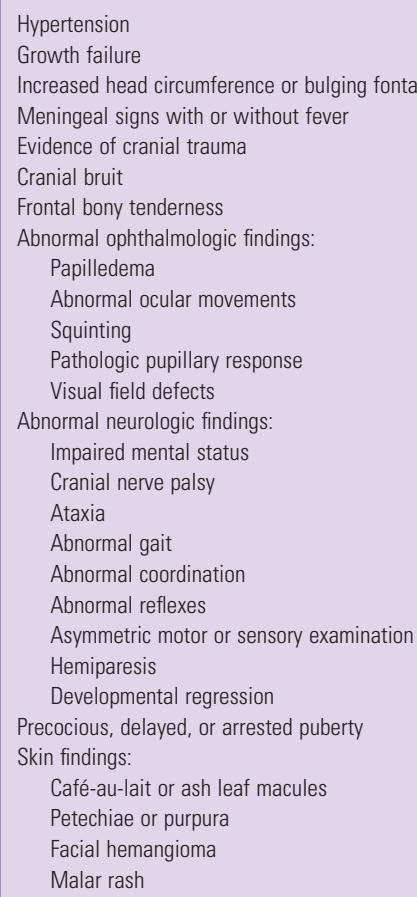 Hypertension
Growth failure
Increased head circumference or bulging fonta
Meningeal signs with or without fever
Evidence of cranial trauma
Cranial bruit
Frontal bony tenderness
Abnormal ophthalmologic findings:
Papilledema
Abnormal ocular movements
Squinting
Pathologic pupillary response
Visual field defects
Abnormal neurologic findings:
Impaired mental status
Cranial nerve palsy
Ataxia
Abnormal gait
Abnormal coordination
Abnormal reflexes
Asymmetric motor or sensory examination
Hemiparesis
Developmental regression
Precocious, delayed, or arrested puberty
Skin findings:
Café-au-lait or ash leaf macules
Petechiae or purpura
Facial hemangioma
Malar rash